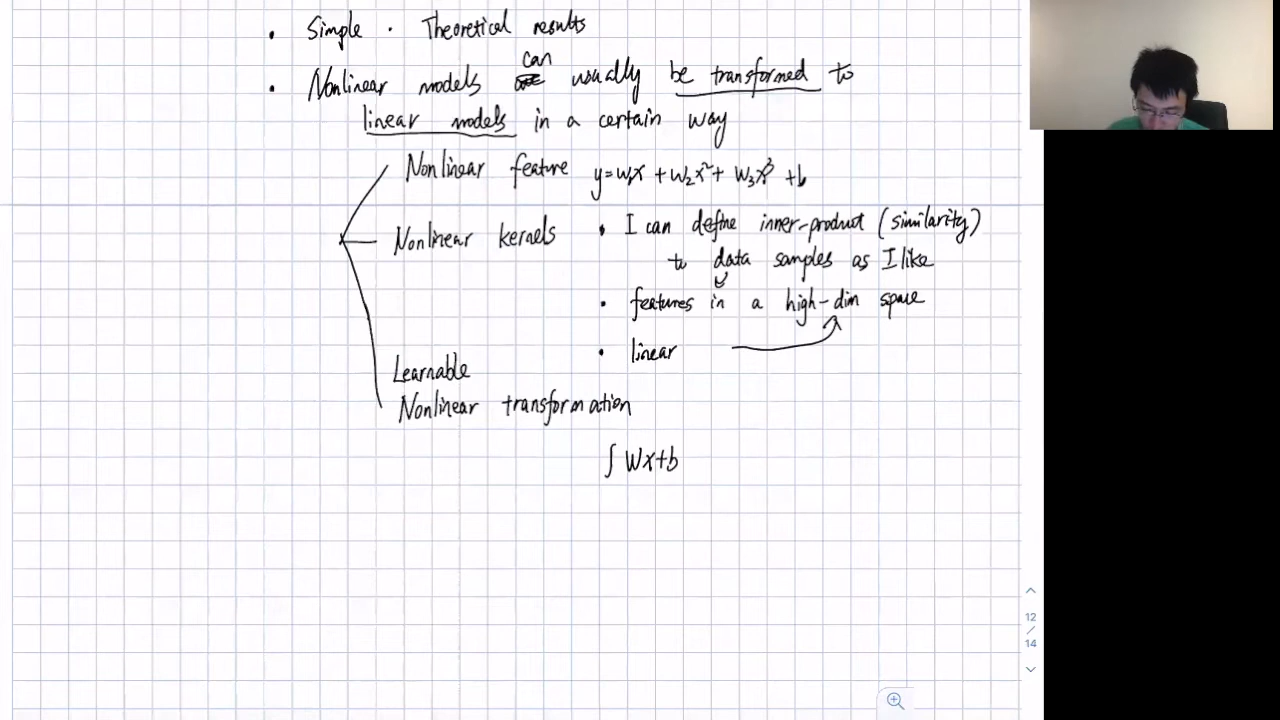 • Simple • Theoretical results
• Nonlinear models can usually be transformed to
linear models in a certain way
Nonlinear feature y=w₁x + w₂x² + w₃x³ + b
Nonlinear kernels • I can define inner-product (similarity)
to data samples as I like
• features in a high-dim space
• linear
Learnable
Nonlinear transformation
∫ Wx+b
12
/
14